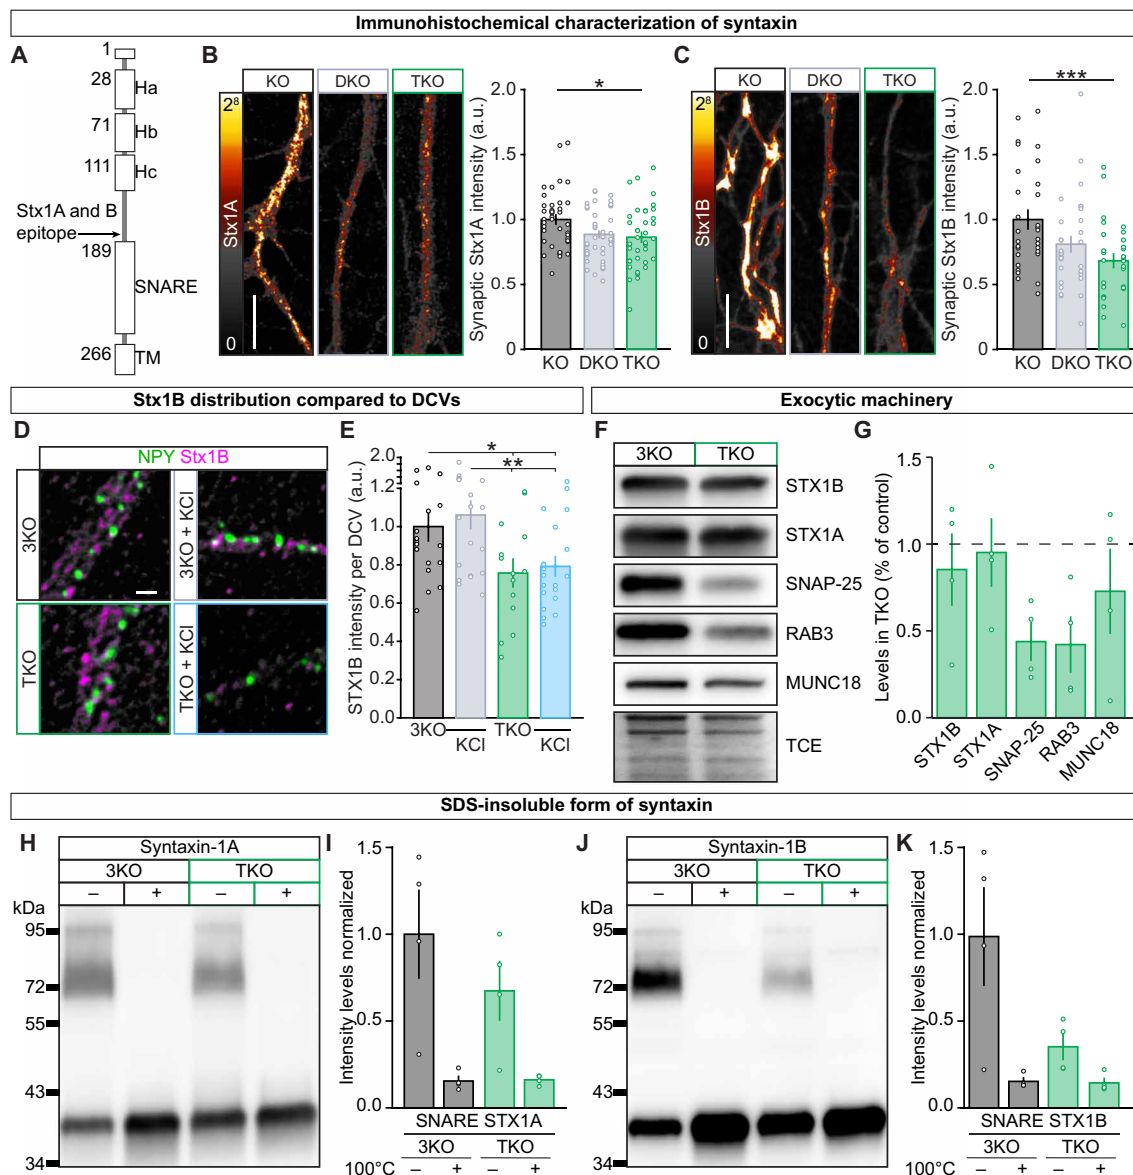 Immunohistochemical characterization of syntaxin
A
1
28
Ha
71
Hb
111
Hc
Stx1A and B
epitope
189
SNARE
266
TM
B
KO
DKO
TKO
2⁸
Stx1A
0
Synaptic Stx1A intensity (a.u.)
2.0
1.5
1.0
0.5
0
*
KO
DKO
TKO
C
KO
DKO
TKO
2⁸
Stx1B
0
Synaptic Stx1B intensity (a.u.)
2.0
1.5
1.0
0.5
0
***
KO
DKO
TKO
Stx1B distribution compared to DCVs
D
NPY Stx1B
3KO
3KO + KCl
TKO
TKO + KCl
E
STX1B intensity per DCV (a.u.)
2.0
1.2
1.0
0.8
0.6
0.4
0.2
0.0
*
**
3KO
KCl
TKO
KCl
Exocytic machinery
F
3KO
TKO
STX1B
STX1A
SNAP-25
RAB3
MUNC18
TCE
G
Levels in TKO (% of control)
1.5
1.0
0.5
0.0
STX1B
STX1A
SNAP-25
RAB3
MUNC18
SDS-insoluble form of syntaxin
H
Syntaxin-1A
3KO
TKO
– + – +
kDa
95
72
55
43
34
I
Intensity levels normalized
1.5
1.0
0.5
0.0
SNARE STX1A
3KO
TKO
100°C – + – +
J
Syntaxin-1B
3KO
TKO
– + – +
kDa
95
72
55
43
34
K
Intensity levels normalized
1.5
1.0
0.5
0.0
SNARE STX1B
3KO
TKO
100°C – + – +